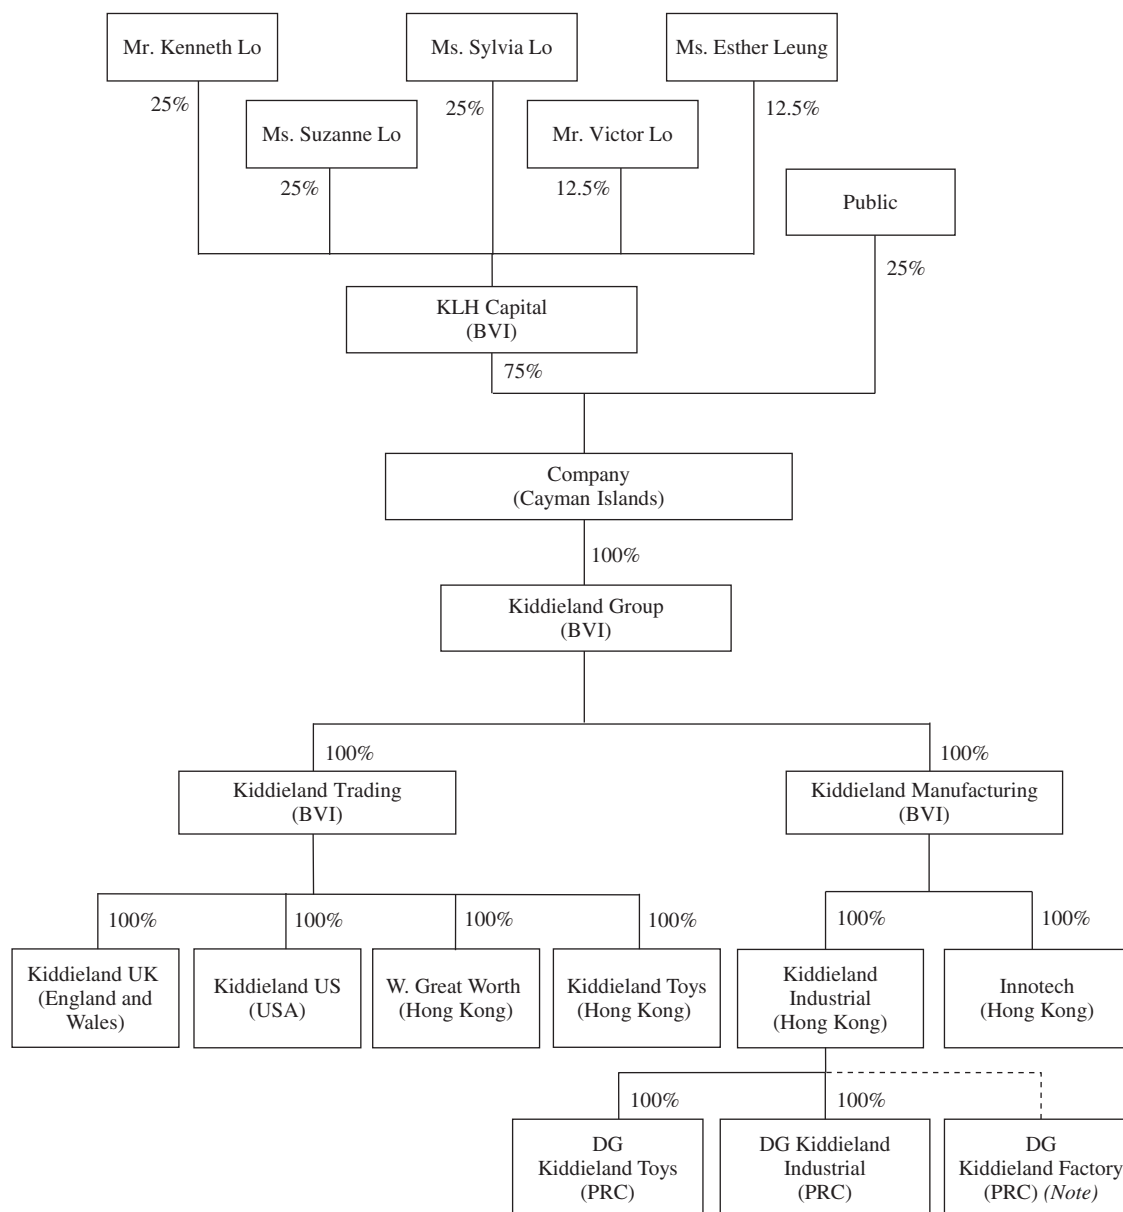 Mr. Kenneth Lo
Ms. Sylvia Lo
Ms. Esther Leung
25%
25%
12.5%
Ms. Suzanne Lo
Mr. Victor Lo
25%
12.5%
Public
25%
KLH Capital
(BVI)
75%
Company
(Cayman Islands)
100%
Kiddieland Group
(BVI)
100%
100%
Kiddieland Trading
(BVI)
Kiddieland Manufacturing
(BVI)
100%
100%
100%
100%
100%
100%
Kiddieland UK
(England and
Wales)
Kiddieland US
(USA)
W. Great Worth
(Hong Kong)
Kiddieland Toys
(Hong Kong)
Kiddieland
Industrial
(Hong Kong)
Innotech
(Hong Kong)
100%
100%
DG
Kiddieland Toys
(PRC)
DG Kiddieland
Industrial
(PRC)
DG
Kiddieland Factory
(PRC) (Note)